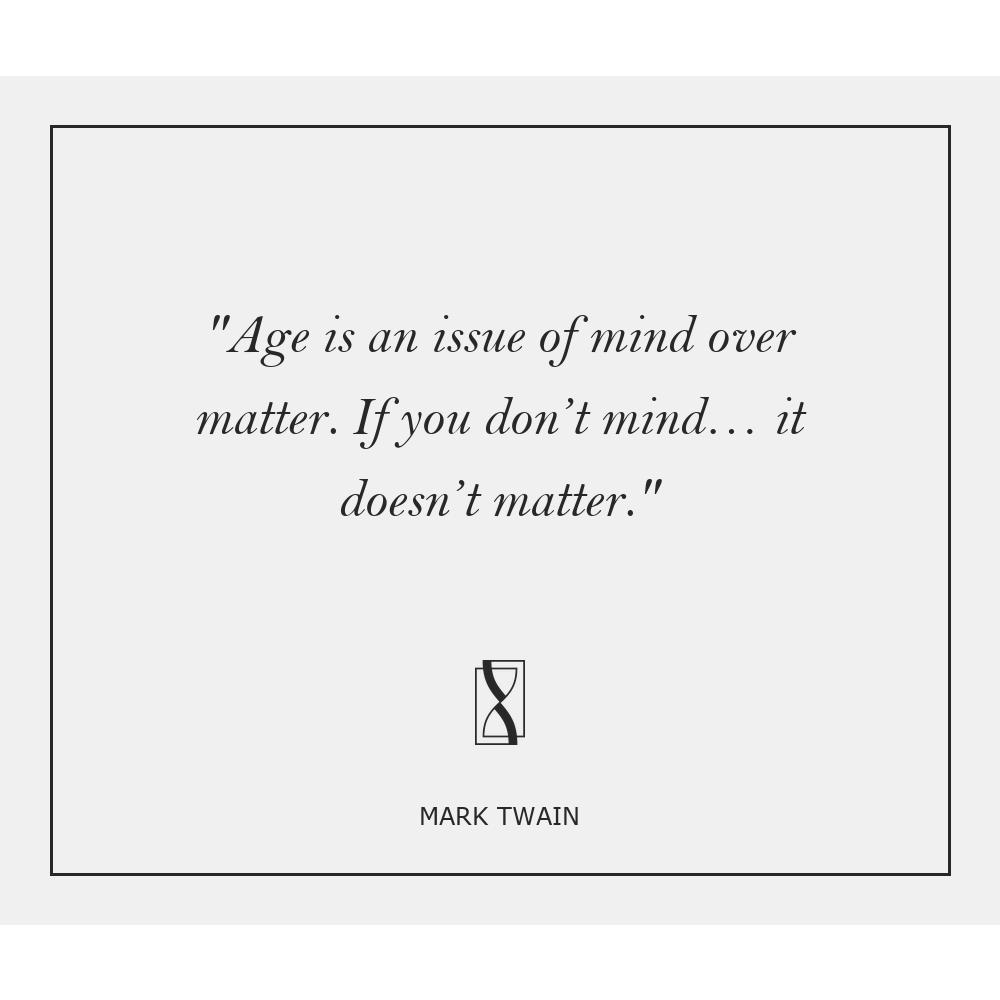 "Age is an issue of mind over
matter. If you don’t mind… it
doesn’t matter."
MARK TWAIN